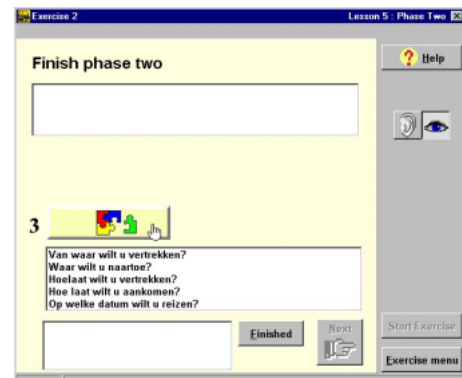 Exercise 2
Lesson 5 : Phase Two
Help
Finish phase two
3
Van waar wilt u vertrekken?
Waar wilt u naartoe?
Hoelaat wilt u vertrekken?
Hoe laat wilt u aankomen?
Op welke datum wilt u reizen?
Finished
Next
Start Exercise
Exercise menu